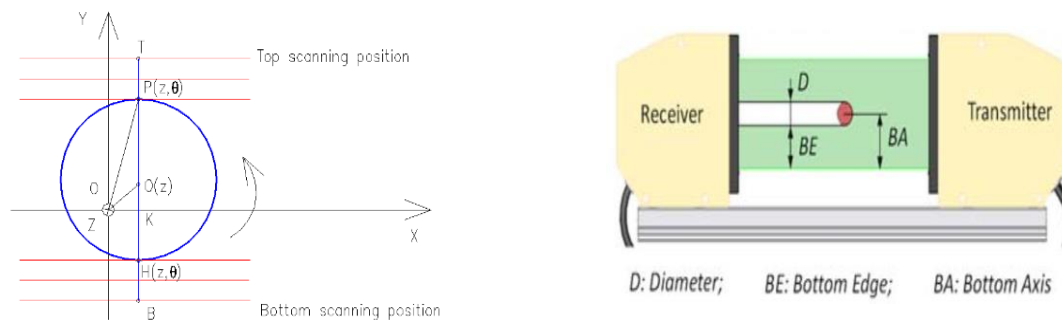 Y
T
Top scanning position
P(z,θ)
O
O(z)
Z
K
X
H(z,θ)
B
Bottom scanning position
Receiver
D
BE
BA
Transmitter
D: Diameter; BE: Bottom Edge; BA: Bottom Axis